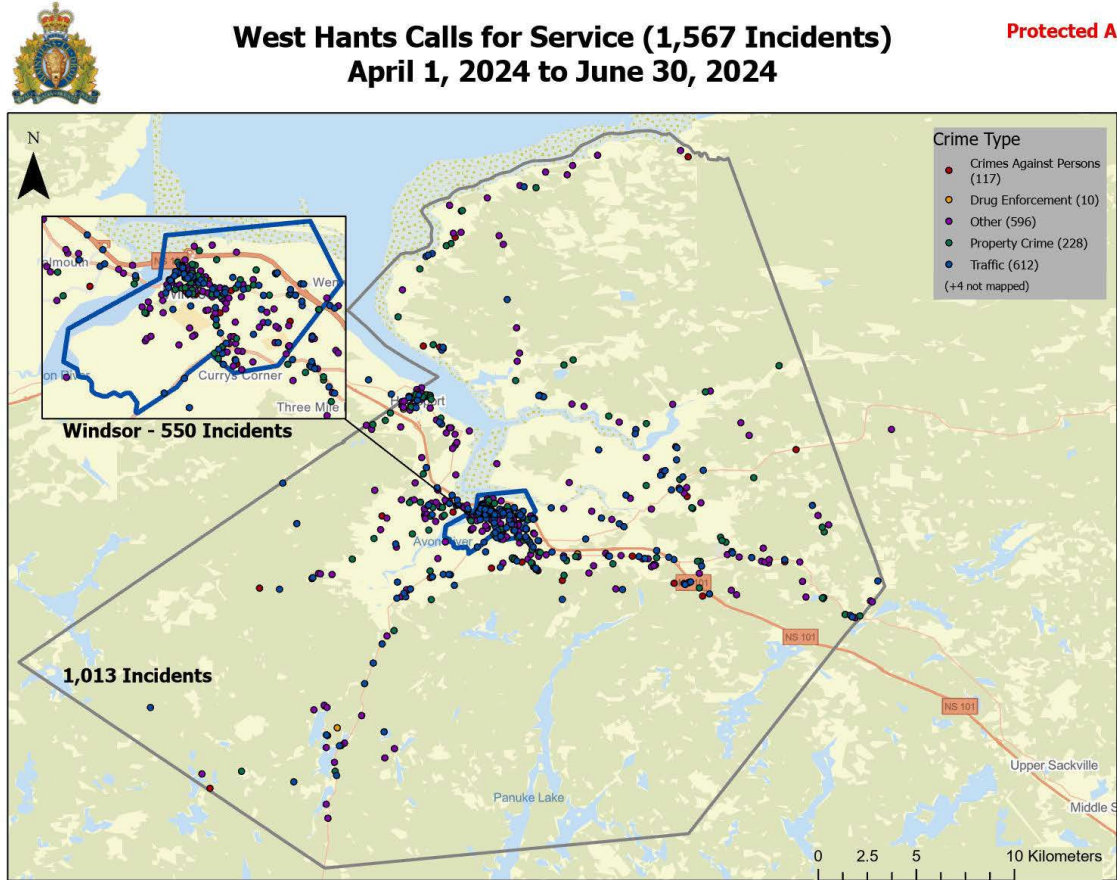 West Hants Calls for Service (1,567 Incidents)
April 1, 2024 to June 30, 2024
Protected A
N
Crime Type
Crimes Against Persons
(117)
Drug Enforcement (10)
Other (596)
Property Crime (228)
Traffic (612)
(+4 not mapped)
Currys Corner
Three Mile
Windsor - 550 Incidents
Avon River
NS 101
NS 101
NS 101
1,013 Incidents
Panuke Lake
Upper Sackville
Middle S
0 2.5 5 10 Kilometers